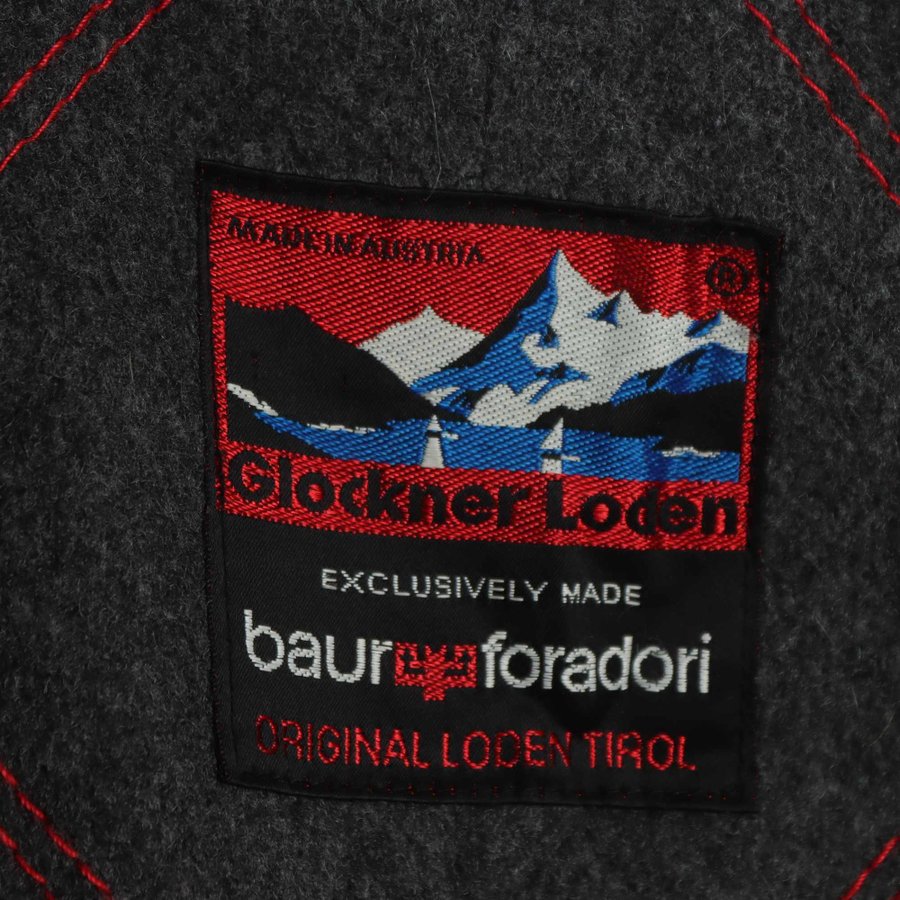 MADE IN AUSTRIA
®
Glockner Loden
EXCLUSIVELY MADE
baur foradori
ORIGINAL LODEN TIROL